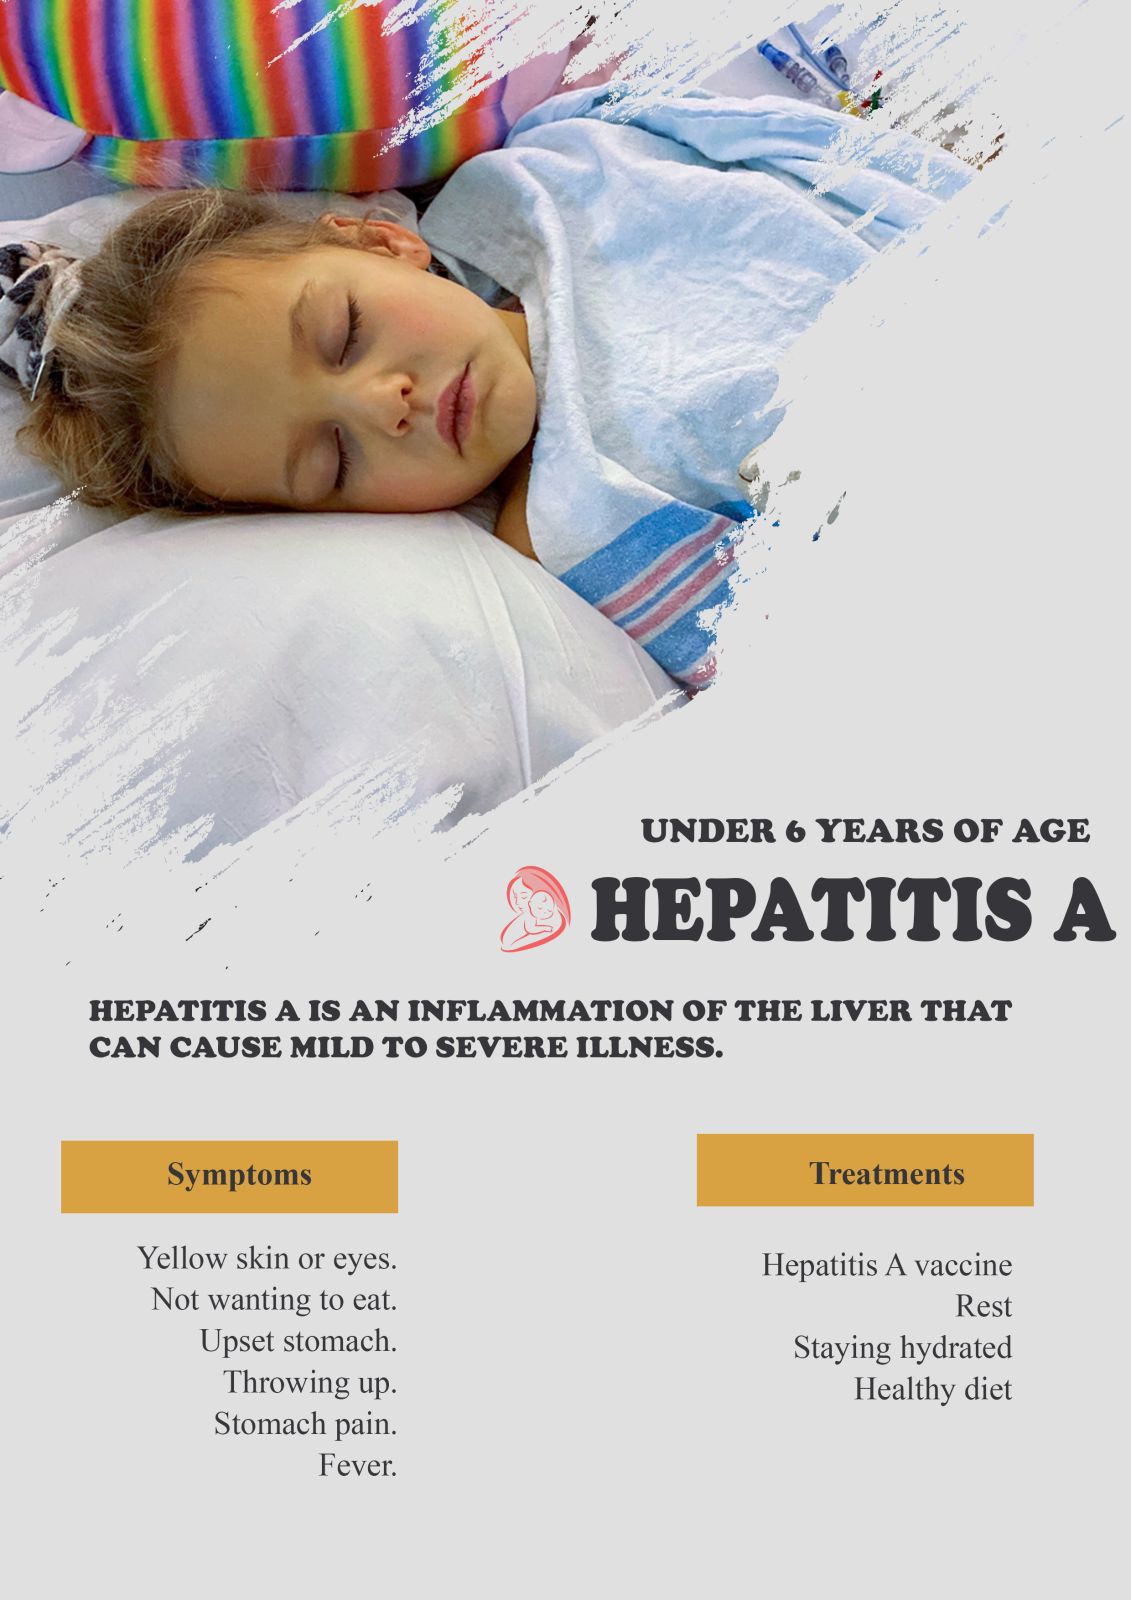 UNDER 6 YEARS OF AGE
HEPATITIS A
HEPATITIS A IS AN INFLAMMATION OF THE LIVER THAT
CAN CAUSE MILD TO SEVERE ILLNESS.
Symptoms
Yellow skin or eyes.
Not wanting to eat.
Upset stomach.
Throwing up.
Stomach pain.
Fever.
Treatments
Hepatitis A vaccine
Rest
Staying hydrated
Healthy diet